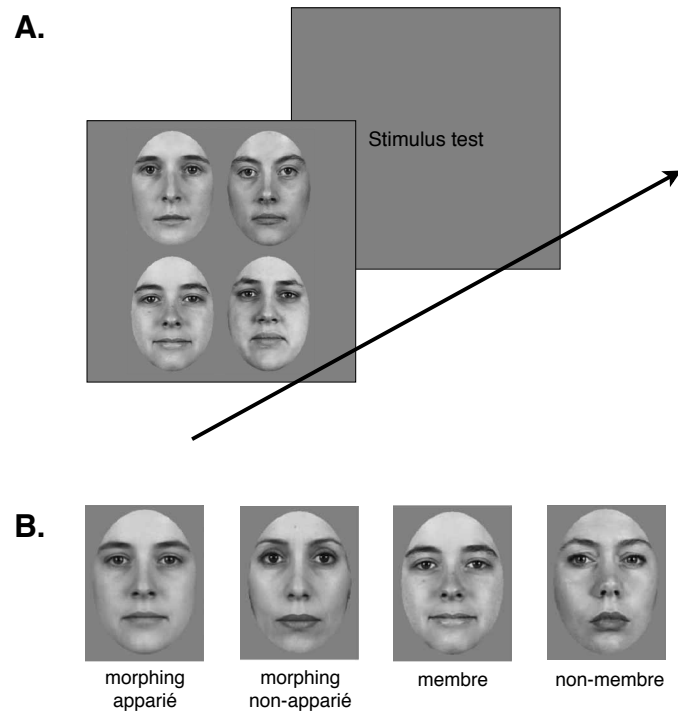 A.
Stimulus test
B.
morphing
apparié
morphing
non-apparié
membre
non-membre